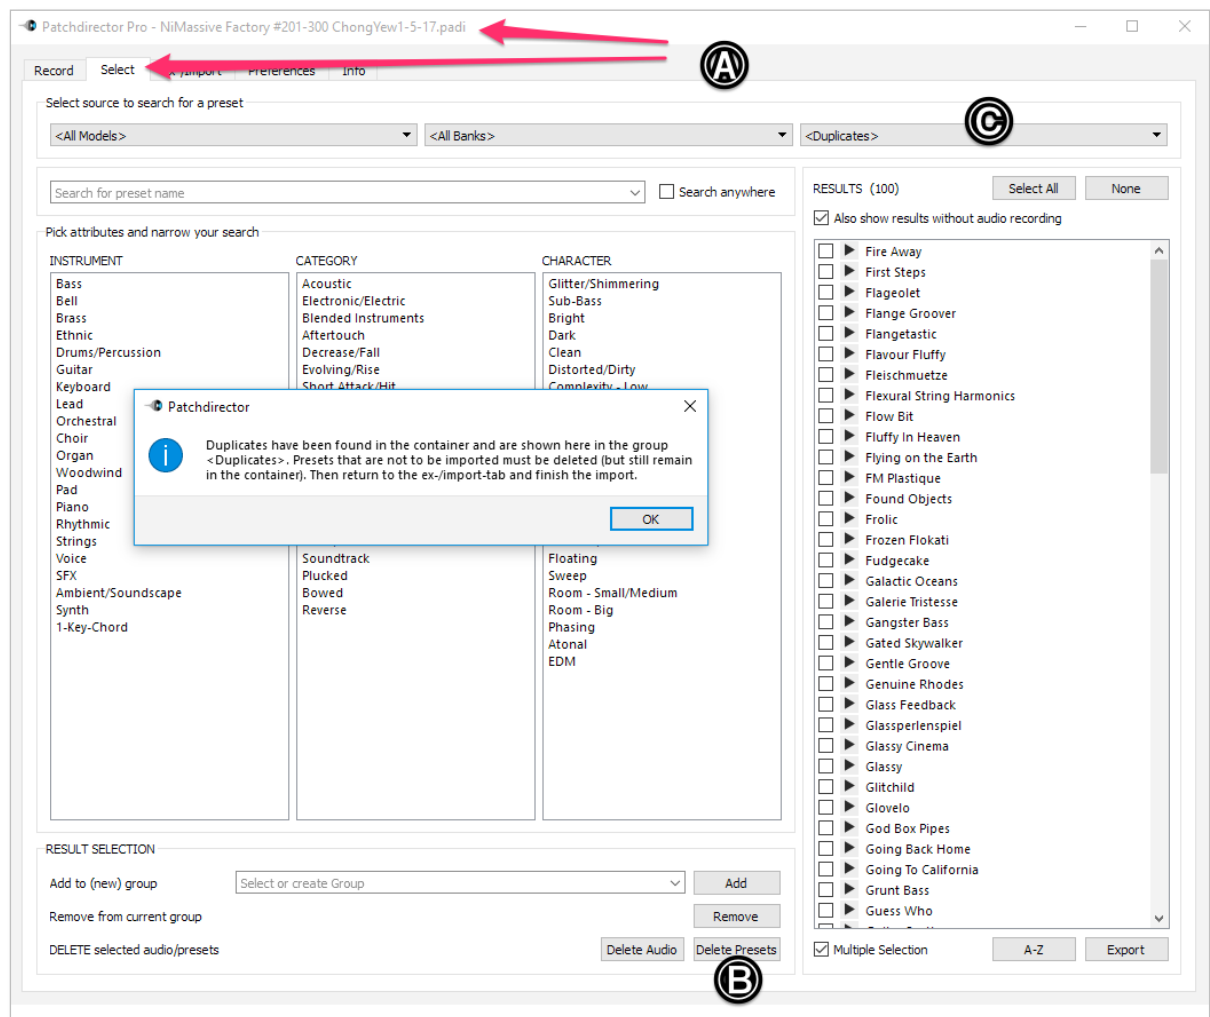 Patchdirector Pro - NiMassive Factory #201-300 ChongYew1-5-17.padi
A
Record Select Ex-/Import Preferences Info
Select source to search for a preset
C
<All Models> <All Banks> <Duplicates>
Search for preset name
Search anywhere
Pick attributes and narrow your search
INSTRUMENT
Bass
Bell
Brass
Ethnic
Drums/Percussion
Guitar
Keyboard
Lead
Orchestral
Choir
Organ
Woodwind
Pad
Piano
Rhythmic
Strings
Voice
SFX
Ambient/Soundscape
Synth
1-Key-Chord
CATEGORY
Acoustic
Electronic/Electric
Blended Instruments
Aftertouch
Decrease/Fall
Evolving/Rise
Short Attack/Hit
Soundtrack
Plucked
Bowed
Reverse
CHARACTER
Glitter/Shimmering
Sub-Bass
Bright
Dark
Clean
Distorted/Dirty
Complexity - Low
Floating
Sweep
Room - Small/Medium
Room - Big
Phasing
Atonal
EDM
Patchdirector
Duplicates have been found in the container and are shown here in the group
<Duplicates>. Presets that are not to be imported must be deleted (but still remain
in the container). Then return to the ex-/import-tab and finish the import.
OK
RESULTS (100) Select All None
Also show results without audio recording
Fire Away
First Steps
Flageolet
Flange Groover
Flangetastic
Flavour Fluffy
Fleischmuetze
Flexural String Harmonics
Flow Bit
Fluffy In Heaven
Flying on the Earth
FM Plastique
Found Objects
Frolic
Frozen Flokati
Fudgecake
Galactic Oceans
Galerie Tristesse
Gangster Bass
Gated Skywalker
Gentle Groove
Genuine Rhodes
Glass Feedback
Glassperlenspiel
Glassy Cinema
Glassy
Glitchild
Glovelo
God Box Pipes
Going Back Home
Going To California
Grunt Bass
Guess Who
RESULT SELECTION
Add to (new) group Select or create Group Add
Remove from current group Remove
DELETE selected audio/presets Delete Audio Delete Presets
B
Multiple Selection A-Z Export